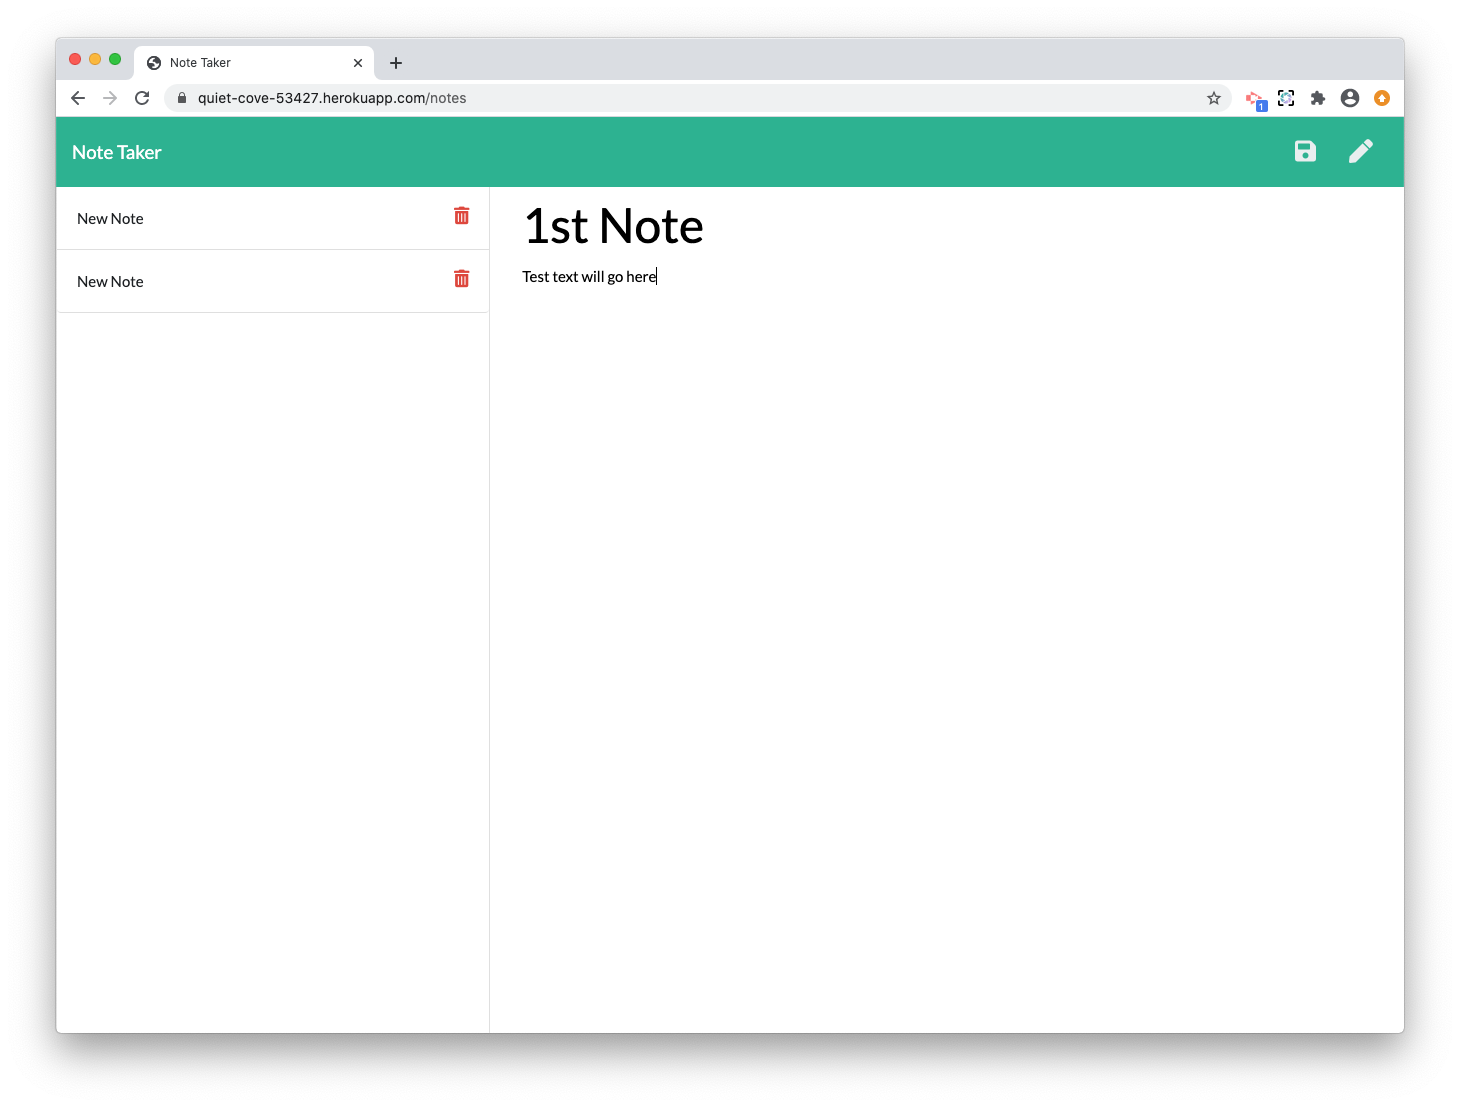 Note Taker
quiet-cove-53427.herokuapp.com/notes
1
Note Taker
New Note
New Note
1st Note
Test text will go here